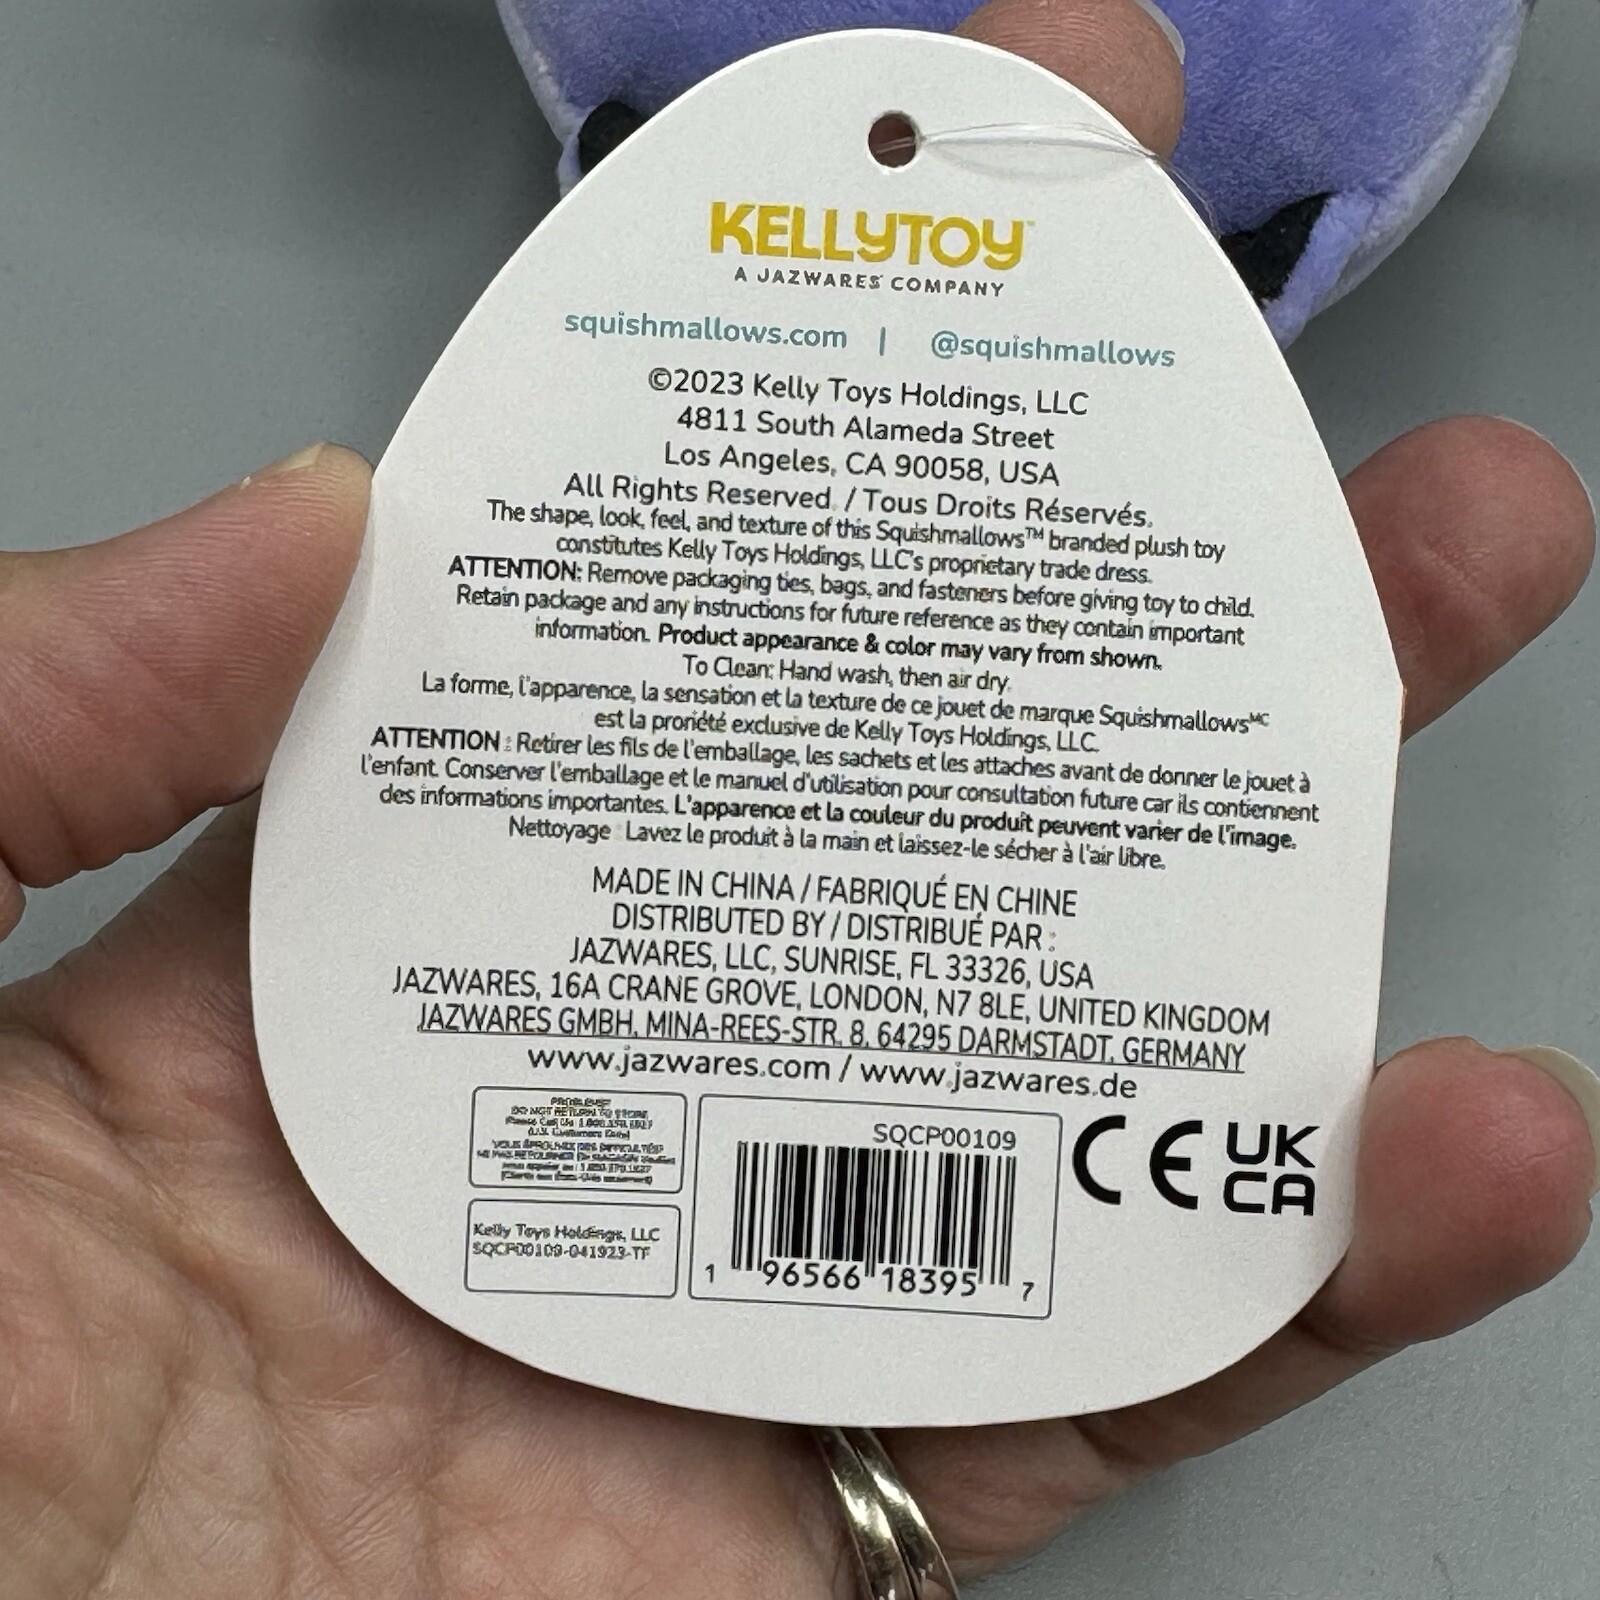 KELLYTOY™
A JAZWARES COMPANY
squishmallows.com | @squishmallows
©2023 Kelly Toys Holdings, LLC
4811 South Alameda Street
Los Angeles, CA 90058, USA
All Rights Reserved. / Tous Droits Réservés.
The shape, look, feel, and texture of this Squishmallows™ branded plush toy
constitutes Kelly Toys Holdings, LLC's proprietary trade dress.
ATTENTION: Remove packaging ties, bags, and fasteners before giving toy to child.
Retain package and any instructions for future reference as they contain important
information. Product appearance & color may vary from shown.
To Clean: Hand wash, then air dry.
La forme, l'apparence, la sensation et la texture de ce jouet de marque Squishmallows MC
est la proriété exclusive de Kelly Toys Holdings, LLC.
ATTENTION : Retirer les fils de l'emballage, les sachets et les attaches avant de donner le jouet à
l'enfant. Conserver l'emballage et le manuel d'utilisation pour consultation future car ils contiennent
des informations importantes. L'apparence et la couleur du produit peuvent varier de l'image.
Nettoyage : Lavez le produit à la main et laissez-le sécher à l'air libre.
MADE IN CHINA / FABRIQUÉ EN CHINE
DISTRIBUTED BY / DISTRIBUÉ PAR :
JAZWARES, LLC, SUNRISE, FL 33326, USA
JAZWARES, 16A CRANE GROVE, LONDON, N7 8LE, UNITED KINGDOM
JAZWARES GMBH, MINA-REES-STR. 8, 64295 DARMSTADT, GERMANY
www.jazwares.com / www.jazwares.de
DO NOT RETURN TO STORE
Kelly Toys Holdings, LLC
SQCP00109-041923-TF
SQCP00109
1 96566 18395 7
CE
UK
CA